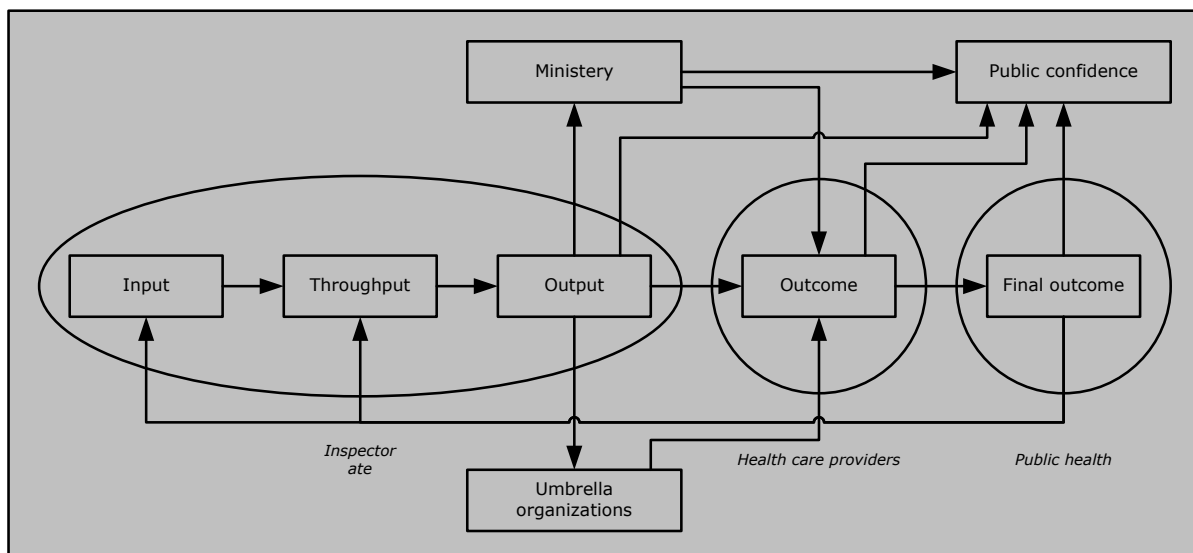 Ministery
Public confidence
Input
Throughput
Output
Outcome
Final outcome
Inspector
ate
Health care providers
Public health
Umbrella
organizations